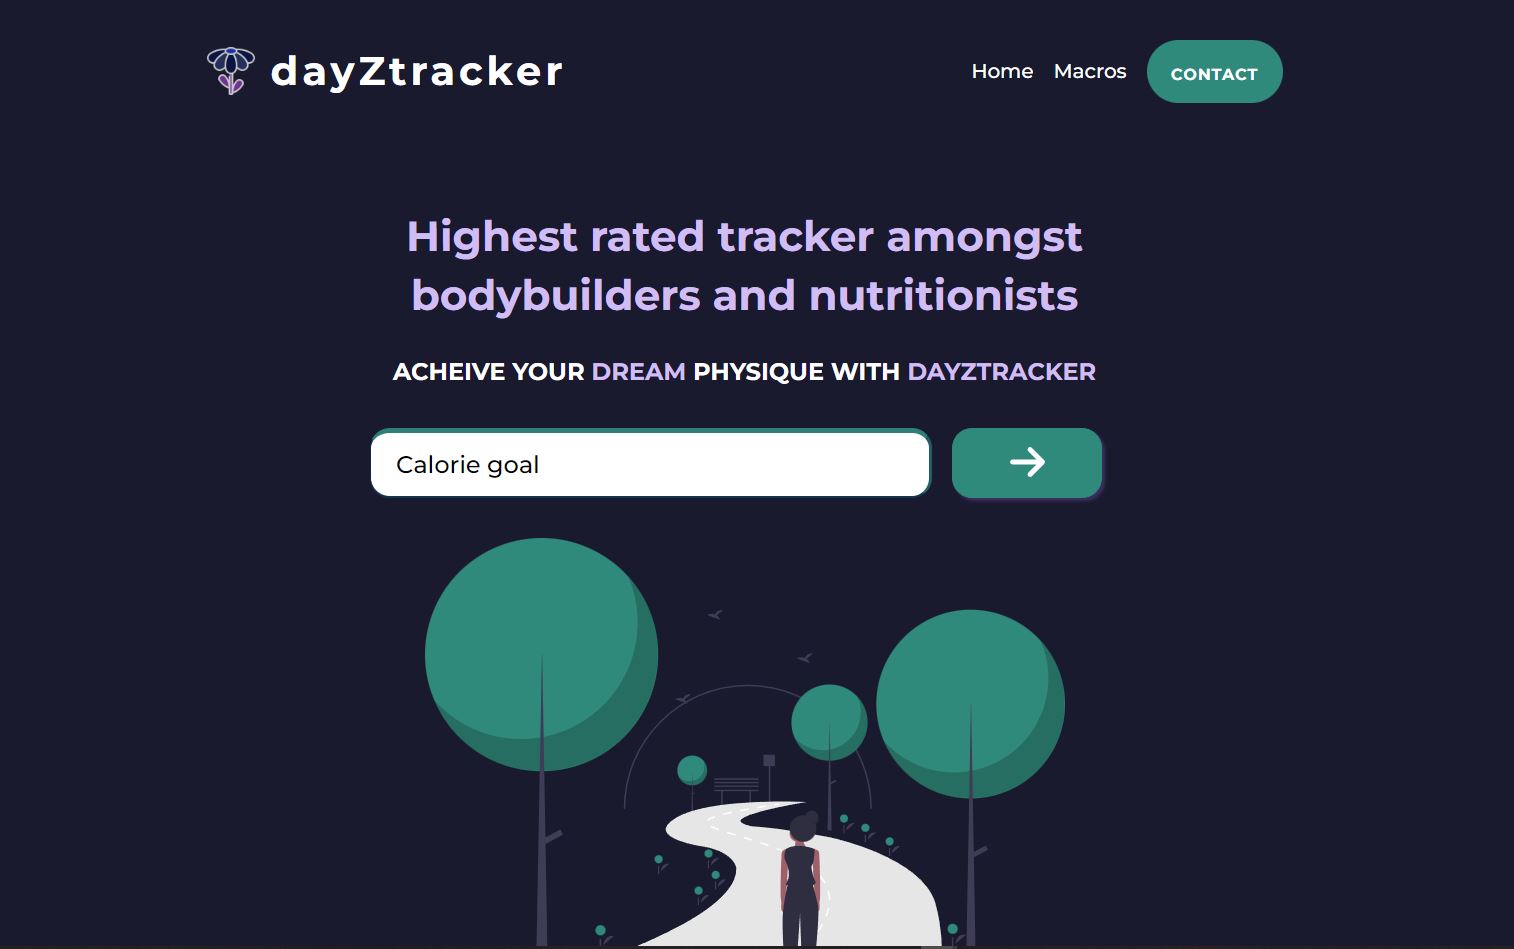 dayZtracker
Home Macros CONTACT
Highest rated tracker amongst
bodybuilders and nutritionists
ACHEIVE YOUR DREAM PHYSIQUE WITH DAYZTRACKER
Calorie goal